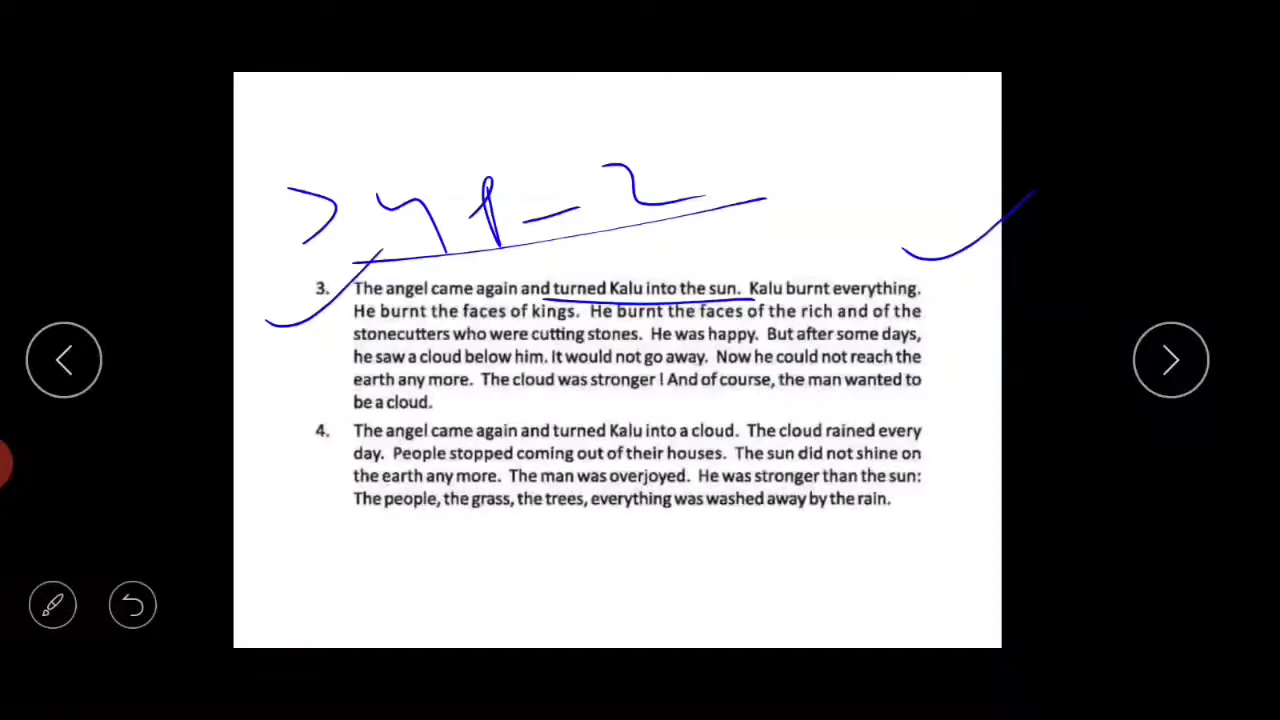 3. The angel came again and turned Kalu into the sun. Kalu burnt everything.
He burnt the faces of kings. He burnt the faces of the rich and of the
stonecutters who were cutting stones. He was happy. But after some days,
he saw a cloud below him. It would not go away. Now he could not reach the
earth any more. The cloud was stronger ! And of course, the man wanted to
be a cloud.
4. The angel came again and turned Kalu into a cloud. The cloud rained every
day. People stopped coming out of their houses. The sun did not shine on
the earth any more. The man was overjoyed. He was stronger than the sun:
The people, the grass, the trees, everything was washed away by the rain.